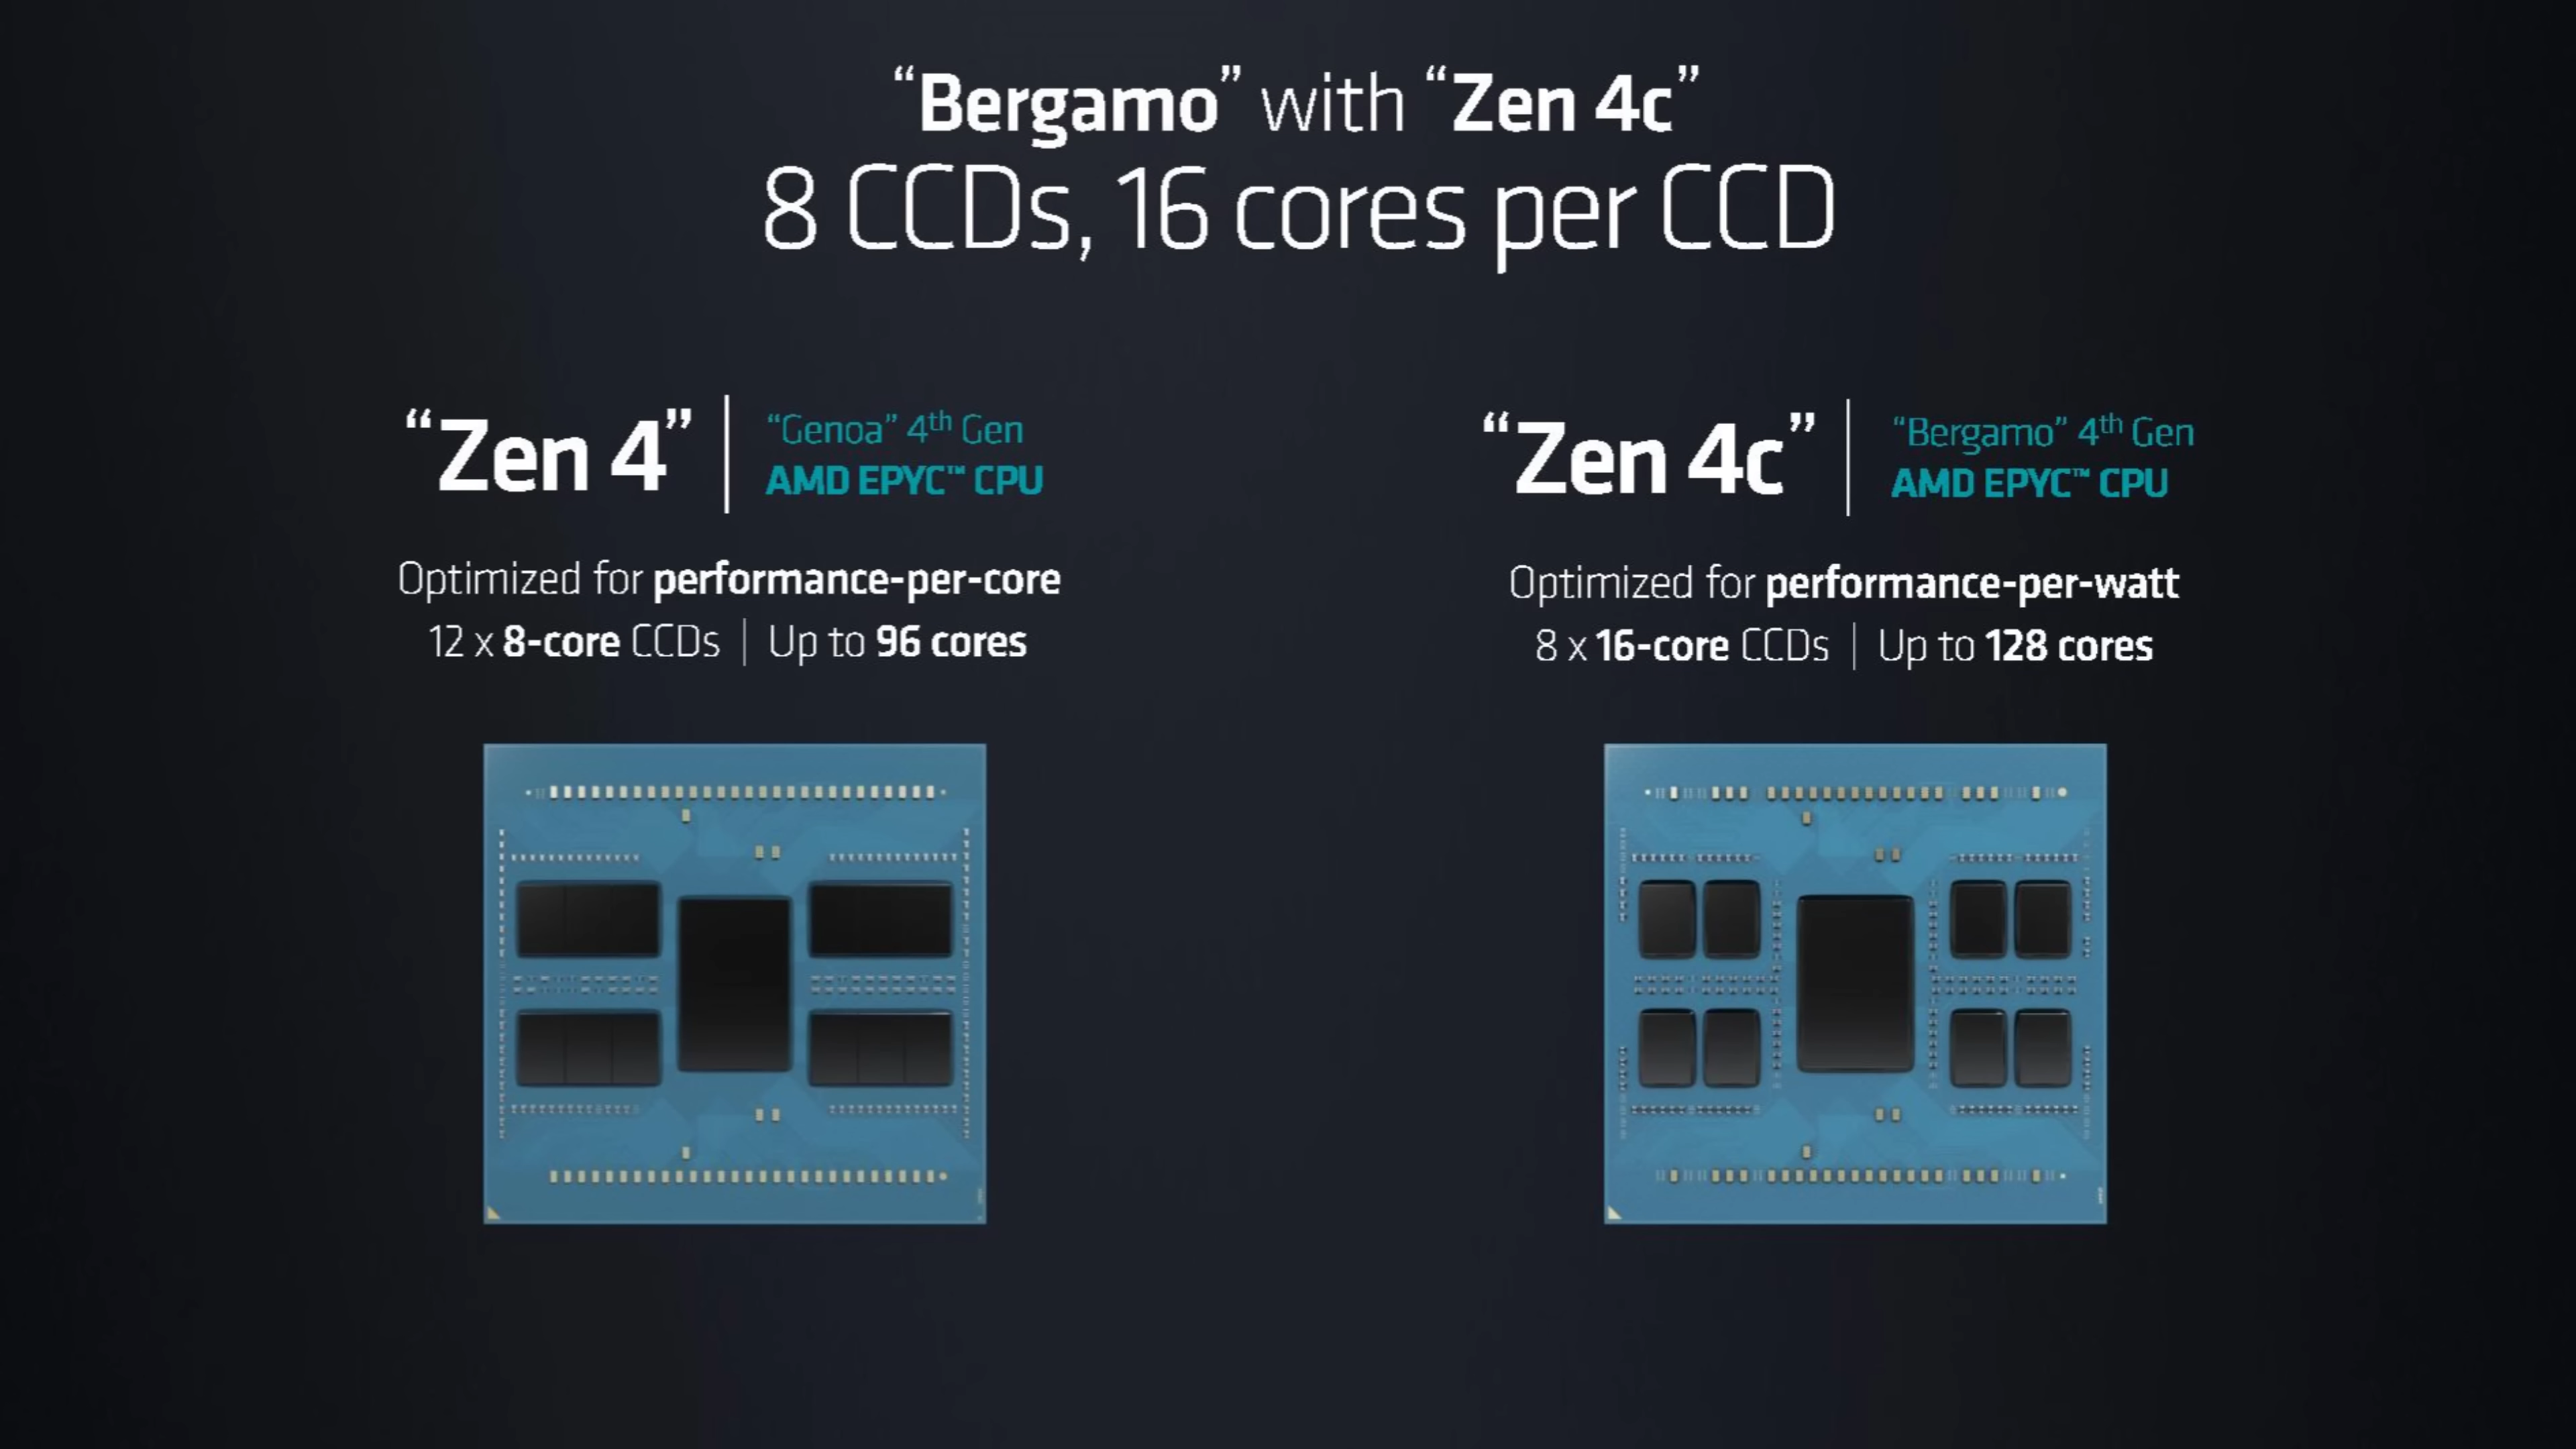 “Bergamo” with “Zen 4c”
8 CCDs, 16 cores per CCD
“Zen 4”
“Genoa” 4th Gen
AMD EPYC™ CPU
Optimized for performance-per-core
12 x 8-core CCDs | Up to 96 cores
“Zen 4c”
“Bergamo” 4th Gen
AMD EPYC™ CPU
Optimized for performance-per-watt
8 x 16-core CCDs | Up to 128 cores